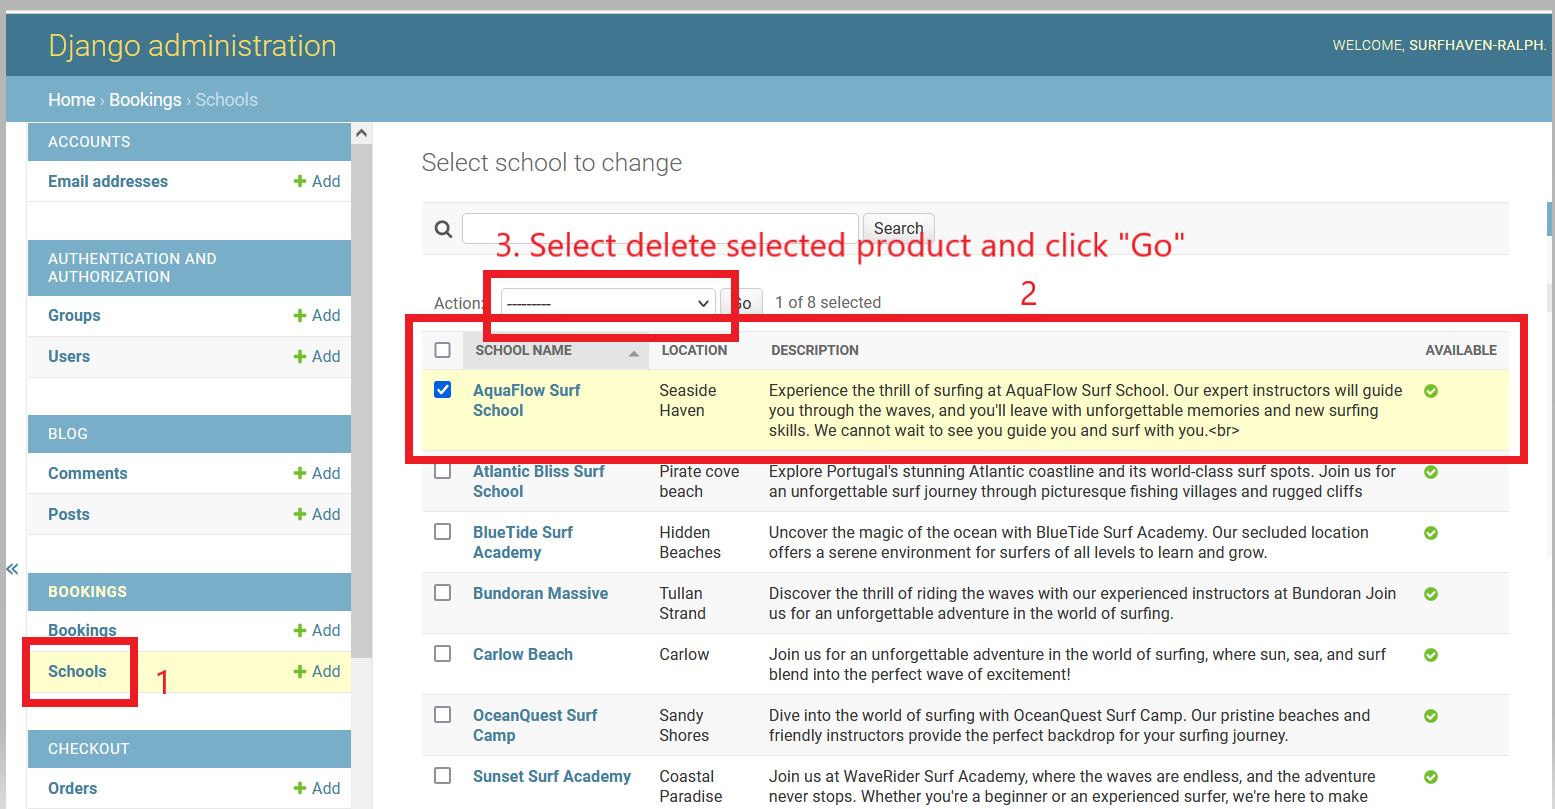 Django administration
WELCOME, SURFHAVEN-RALPH.
Home › Bookings › Schools
ACCOUNTS
Email addresses
Add
AUTHENTICATION AND
AUTHORIZATION
Groups
Add
Users
Add
BLOG
Comments
Add
Posts
Add
«
BOOKINGS
Bookings
Add
Schools
Add
1
CHECKOUT
Orders
Add
Select school to change
Search
3. Select delete selected product and click "Go"
2
Action:
---------
Go
1 of 8 selected
SCHOOL NAME
LOCATION
DESCRIPTION
AVAILABLE
AquaFlow Surf
School
Seaside
Haven
Experience the thrill of surfing at AquaFlow Surf School. Our expert instructors will guide
you through the waves, and you'll leave with unforgettable memories and new surfing
skills. We cannot wait to see you guide you and surf with you.<br>
Atlantic Bliss Surf
School
Pirate cove
beach
Explore Portugal's stunning Atlantic coastline and its world-class surf spots. Join us for
an unforgettable surf journey through picturesque fishing villages and rugged cliffs
BlueTide Surf
Academy
Hidden
Beaches
Uncover the magic of the ocean with BlueTide Surf Academy. Our secluded location
offers a serene environment for surfers of all levels to learn and grow.
Bundoran Massive
Tullan
Strand
Discover the thrill of riding the waves with our experienced instructors at Bundoran Join
us for an unforgettable adventure in the world of surfing.
Carlow Beach
Carlow
Join us for an unforgettable adventure in the world of surfing, where sun, sea, and surf
blend into the perfect wave of excitement!
OceanQuest Surf
Camp
Sandy
Shores
Dive into the world of surfing with OceanQuest Surf Camp. Our pristine beaches and
friendly instructors provide the perfect backdrop for your surfing journey.
Sunset Surf Academy
Coastal
Paradise
Join us at WaveRider Surf Academy, where the waves are endless, and the adventure
never stops. Whether you're a beginner or an experienced surfer, we're here to make